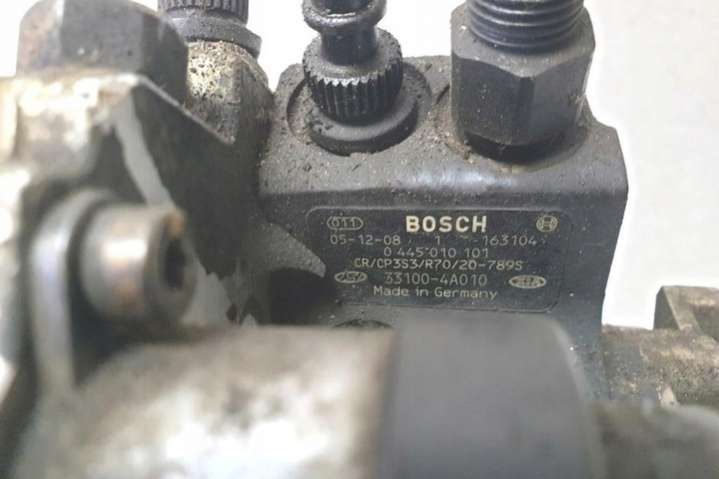 011 BOSCH
05-12-08 1 163104
0 445 010 101
CR/CP3S3/R70/20-789S
33100-4A010
Made in Germany